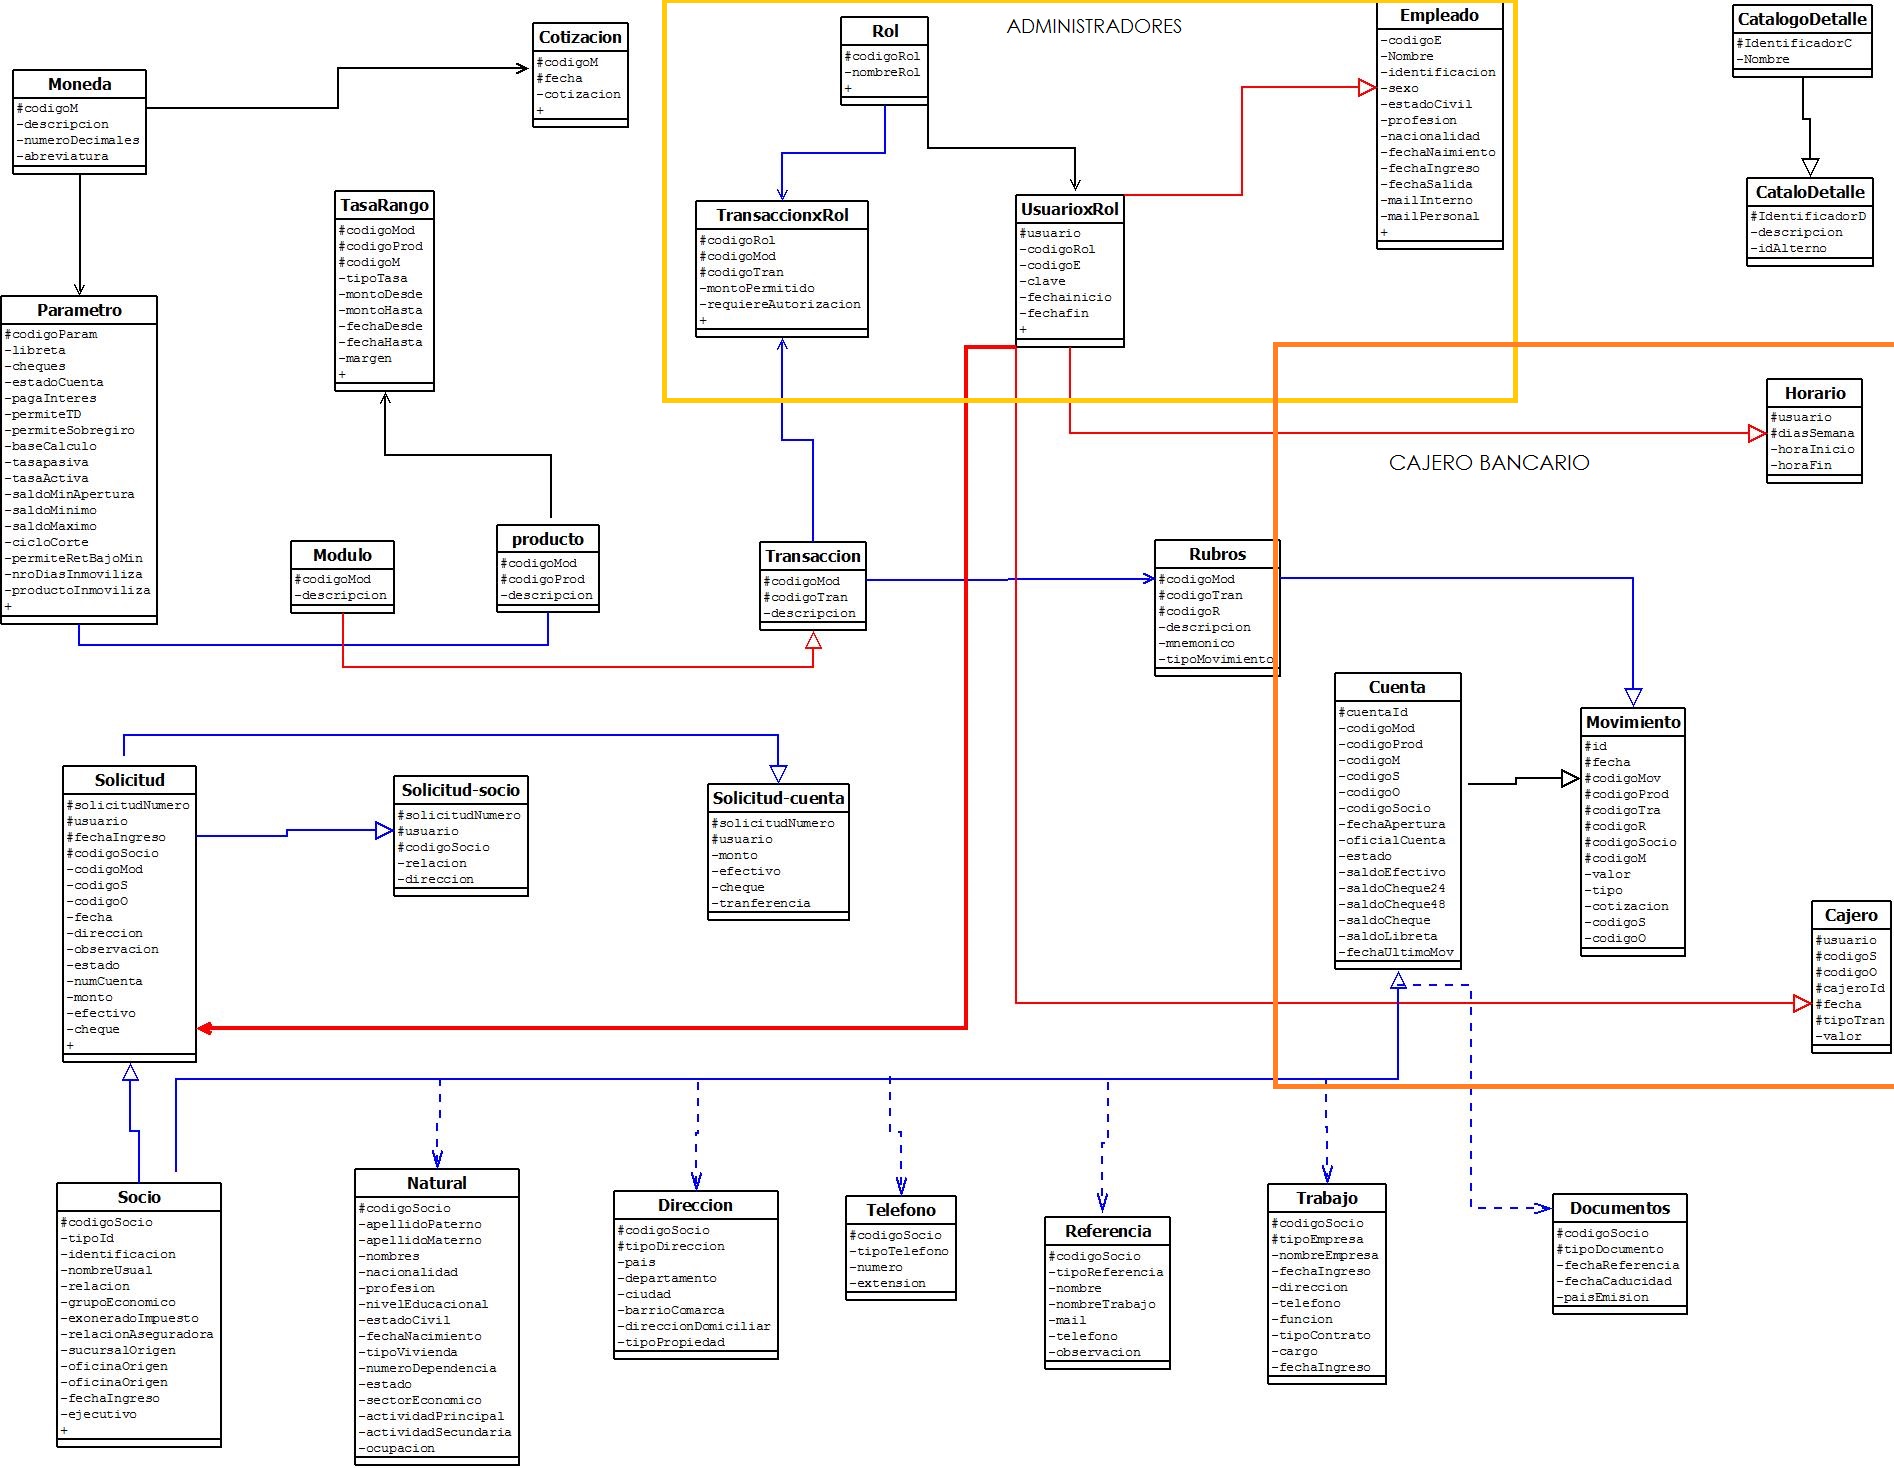 ADMINISTRADORES
CAJERO BANCARIO
Moneda
#codigoM
-descripcion
-numeroDecimales
-abreviatura
Cotizacion
#codigoM
#fecha
-cotizacion
+
Rol
#codigoRol
-nombreRol
+
Empleado
-codigoE
-Nombre
-identificacion
-sexo
-estadoCivil
-profesion
-nacionalidad
-fechaNaimiento
-fechaIngreso
-fechaSalida
-mailInterno
-mailPersonal
+
CatalogoDetalle
#IdentificadorC
-Nombre
CataloDetalle
#IdentificadorD
-descripcion
-idAlterno
TasaRango
#codigoMod
#codigoProd
#codigoM
-tipoTasa
-montoDesde
-montoHasta
-fechaDesde
-fechaHasta
-margen
+
TransaccionxRol
#codigoRol
#codigoMod
#codigoTran
-montoPermitido
-requiereAutorizacion
+
UsuarioxRol
#usuario
-codigoRol
-codigoE
-clave
-fechainicio
-fechafin
+
Parametro
#codigoParam
-libreta
-cheques
-estadoCuenta
-pagaInteres
-permiteTD
-permiteSobregiro
-baseCalculo
-tasapasiva
-tasaActiva
-saldoMinApertura
-saldoMinimo
-saldoMaximo
-cicloCorte
-permiteRetBajoMin
-nroDiasInmoviliza
-productoInmoviliza
+
Horario
#usuario
#diasSemana
-horaInicio
-horaFin
Modulo
#codigoMod
-descripcion
producto
#codigoMod
#codigoProd
-descripcion
Transaccion
#codigoMod
#codigoTran
-descripcion
Rubros
#codigoMod
#codigoTran
#codigoR
-descripcion
-mnemonico
-tipoMovimiento
Cuenta
#cuentaId
-codigoMod
-codigoProd
-codigoM
-codigoS
-codigoO
-codigoSocio
-fechaApertura
-oficialCuenta
-estado
-saldoEfectivo
-saldoCheque24
-saldoCheque48
-saldoCheque
-saldoLibreta
-fechaUltimoMov
Movimiento
#id
#fecha
#codigoMov
#codigoProd
#codigoTra
#codigoR
#codigoSocio
#codigoM
-valor
-tipo
-cotizacion
-codigoS
-codigoO
Solicitud
#solicitudNumero
#usuario
#fechaIngreso
#codigoSocio
-codigoMod
-codigoS
-codigoO
-fecha
-direccion
-observacion
-estado
-numCuenta
-monto
-efectivo
-cheque
+
Solicitud-socio
#solicitudNumero
#usuario
#codigoSocio
-relacion
-direccion
Solicitud-cuenta
#solicitudNumero
#usuario
-monto
-efectivo
-cheque
-tranferencia
Cajero
#usuario
#codigoS
#codigoO
#cajeroId
#fecha
#tipoTran
-valor
Socio
#codigoSocio
-tipoId
-identificacion
-nombreUsual
-relacion
-grupoEconomico
-exoneradoImpuesto
-relacionAseguradora
-sucursalOrigen
-oficinaOrigen
-oficinaOrigen
-fechaIngreso
-ejecutivo
+
Natural
#codigoSocio
-apellidoPaterno
-apellidoMaterno
-nombres
-nacionalidad
-profesion
-nivelEducacional
-estadoCivil
-fechaNacimiento
-tipoVivienda
-numeroDependencia
-estado
-sectorEconomico
-actividadPrincipal
-actividadSecundaria
-ocupacion
Direccion
#codigoSocio
#tipoDireccion
-pais
-departamento
-ciudad
-barrioComarca
-direccionDomiciliar
-tipoPropiedad
Telefono
#codigoSocio
-tipoTelefono
-numero
-extension
Referencia
#codigoSocio
-tipoReferencia
-nombre
-nombreTrabajo
-mail
-telefono
-observacion
Trabajo
#codigoSocio
#tipoEmpresa
-nombreEmpresa
-fechaIngreso
-direccion
-telefono
-funcion
-tipoContrato
-cargo
-fechaIngreso
Documentos
#codigoSocio
#tipoDocumento
-fechaReferencia
-fechaCaducidad
-paisEmision